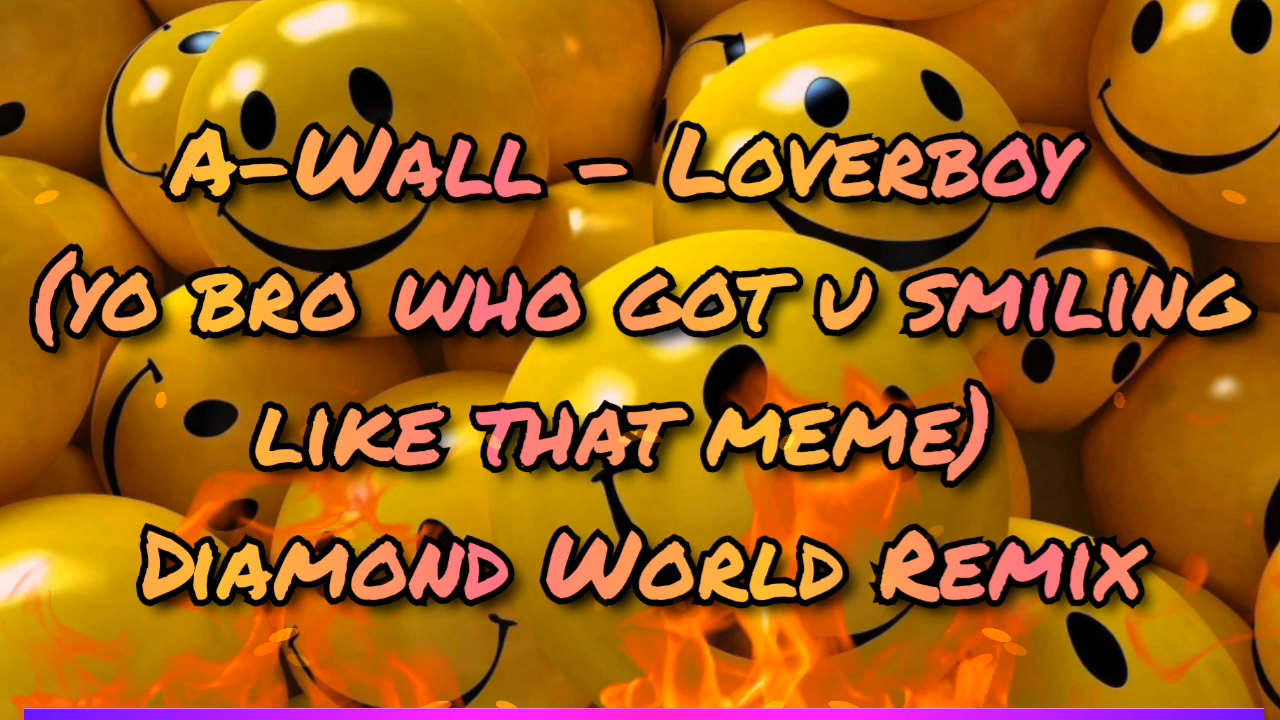 A-Wall - Loverboy
(yo bro who got u smiling
like that meme)
Diamond World Remix